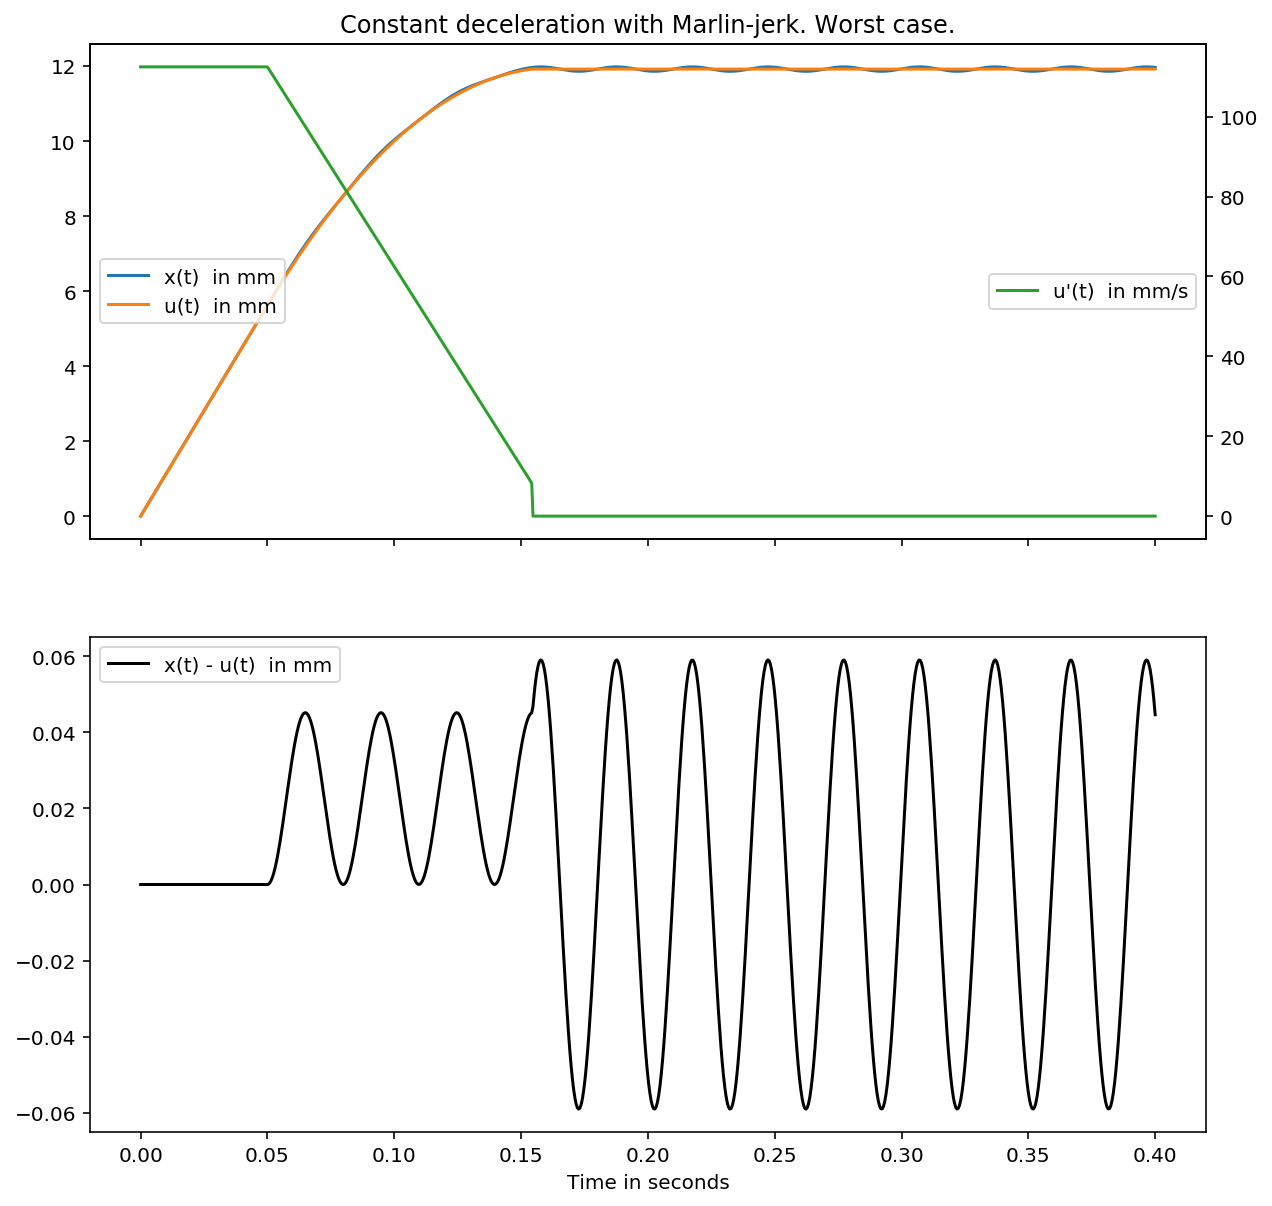 Constant deceleration with Marlin-jerk. Worst case.
12
10
8
6
4
2
0
x(t)  in mm
u(t)  in mm
100
80
60
40
20
0
u'(t)  in mm/s
0.06
0.04
0.02
0.00
−0.02
−0.04
−0.06
x(t) - u(t)  in mm
0.00 0.05 0.10 0.15 0.20 0.25 0.30 0.35 0.40
Time in seconds